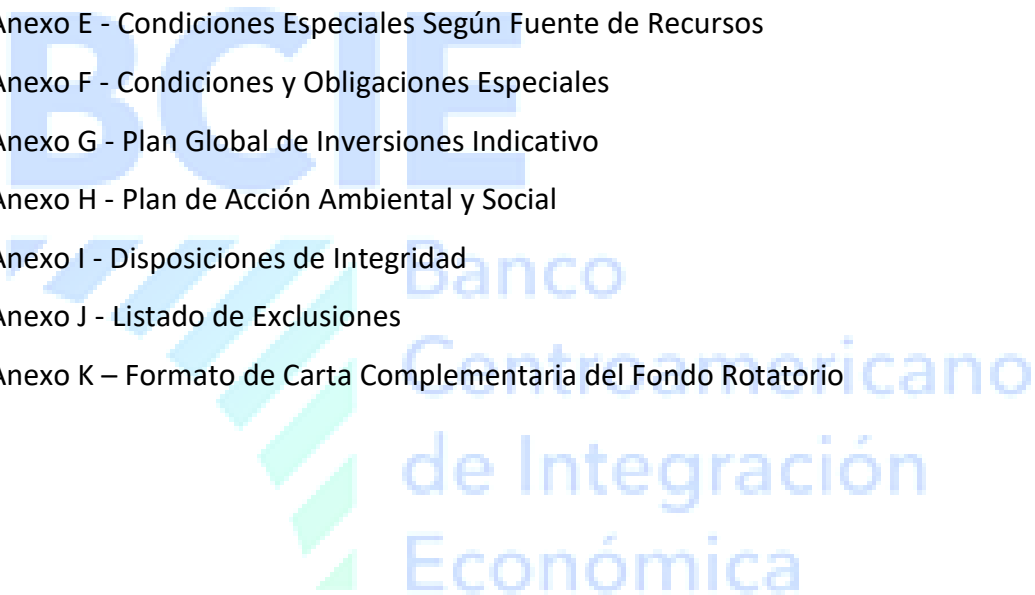 BCIE
Anexo E - Condiciones Especiales Según Fuente de Recursos
Anexo F - Condiciones y Obligaciones Especiales
Anexo G - Plan Global de Inversiones Indicativo
Anexo H - Plan de Acción Ambiental y Social
Anexo I - Disposiciones de Integridad
Anexo J - Listado de Exclusiones
Anexo K – Formato de Carta Complementaria del Fondo Rotatorio
Banco
Centroamericano
de Integración
Económica